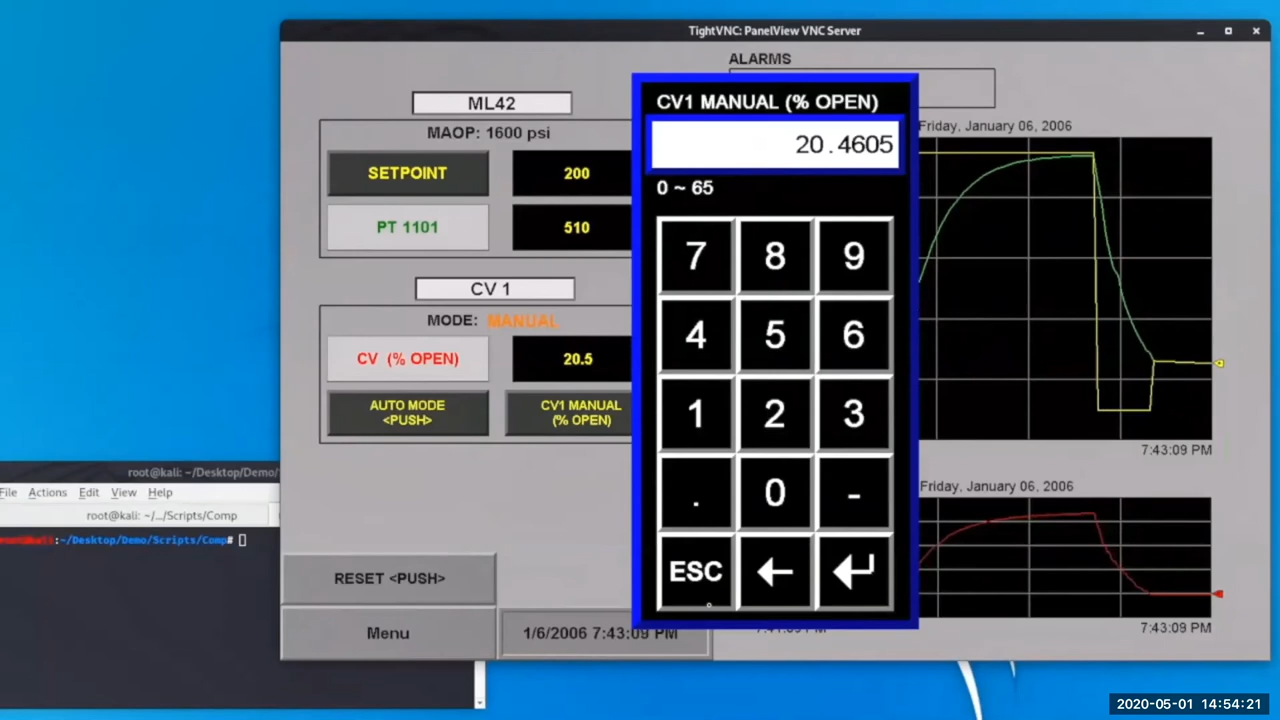 TightVNC: PanelView VNC Server
ALARMS
ML42
MAOP: 1600 psi
SETPOINT
200
PT 1101
510
CV 1
MODE: MANUAL
CV (% OPEN)
20.5
AUTO MODE
<PUSH>
CV1 MANUAL
(% OPEN)
RESET <PUSH>
Menu
1/6/2006 7:43:09 PM
CV1 MANUAL (% OPEN)
20.4605
0 ~ 65
7 8 9
4 5 6
1 2 3
. 0 -
ESC
Friday, January 06, 2006
7:43:09 PM
Friday, January 06, 2006
7:43:09 PM
root@kali: ~/Desktop/Demo/
File Actions Edit View Help
root@kali: ~/.../Scripts/Comp
root@kali:~/Desktop/Demo/Scripts/Comp#
2020-05-01 14:54:21